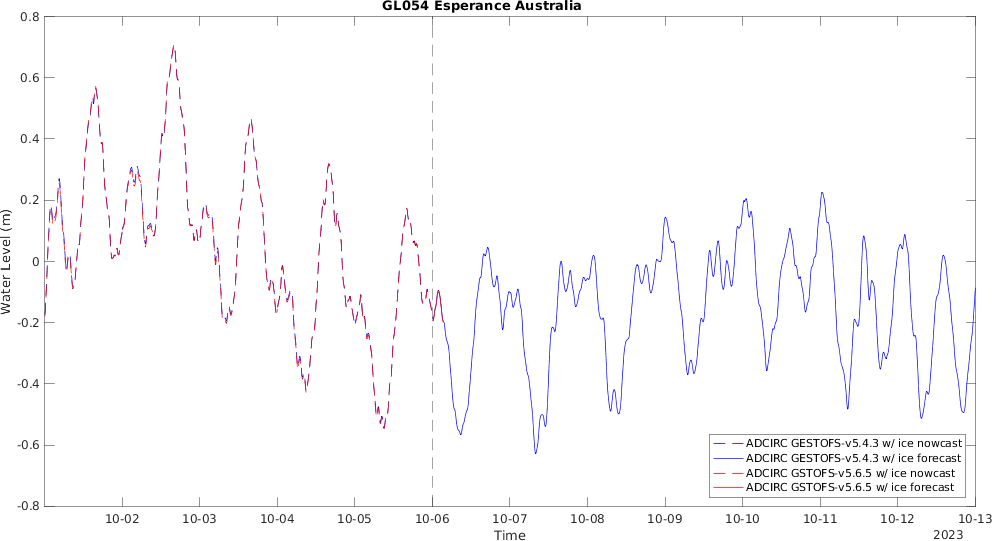 GL054 Esperance Australia
Water Level (m)
0.8
0.6
0.4
0.2
0
-0.2
-0.4
-0.6
-0.8
ADCIRC GESTOFS-v5.4.3 w/ ice nowcast
ADCIRC GESTOFS-v5.4.3 w/ ice forecast
ADCIRC GSTOFS-v5.6.5 w/ ice nowcast
ADCIRC GSTOFS-v5.6.5 w/ ice forecast
10-02 10-03 10-04 10-05 10-06 10-07 10-08 10-09 10-10 10-11 10-12 10-13
Time
2023